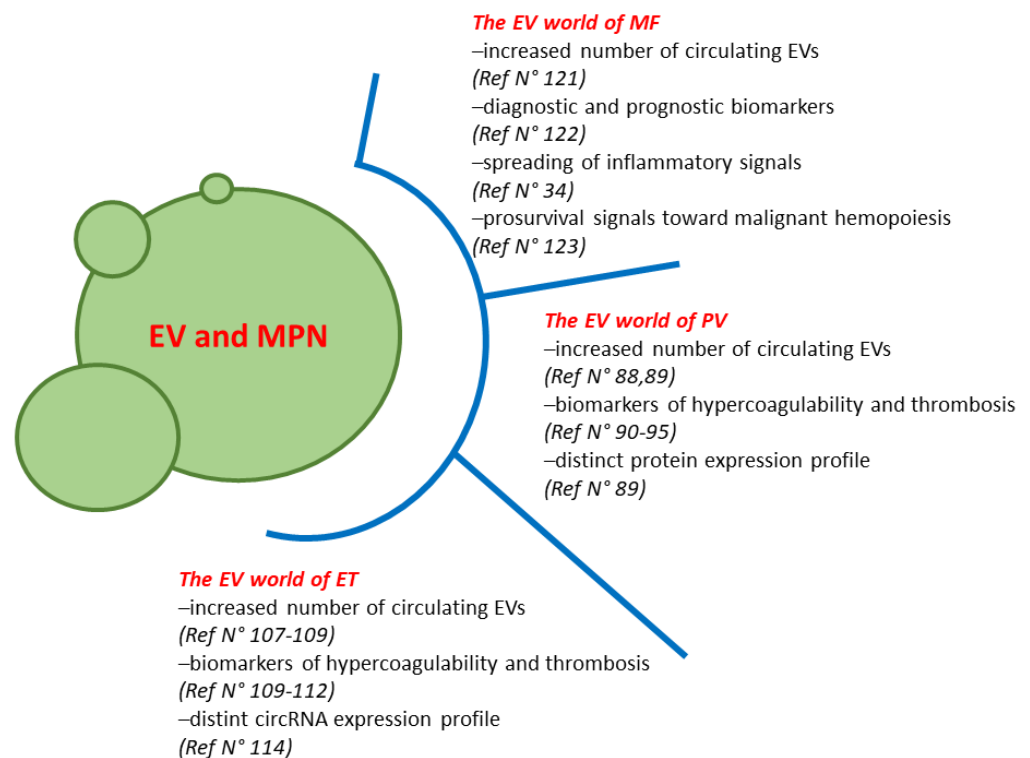 The EV world of MF
–increased number of circulating EVs
(Ref N° 121)
–diagnostic and prognostic biomarkers
(Ref N° 122)
–spreading of inflammatory signals
(Ref N° 34)
–prosurvival signals toward malignant hemopoiesis
(Ref N° 123)
EV and MPN
The EV world of PV
–increased number of circulating EVs
(Ref N° 88,89)
–biomarkers of hypercoagulability and thrombosis
(Ref N° 90-95)
–distinct protein expression profile
(Ref N° 89)
The EV world of ET
–increased number of circulating EVs
(Ref N° 107-109)
–biomarkers of hypercoagulability and thrombosis
(Ref N° 109-112)
–distint circRNA expression profile
(Ref N° 114)